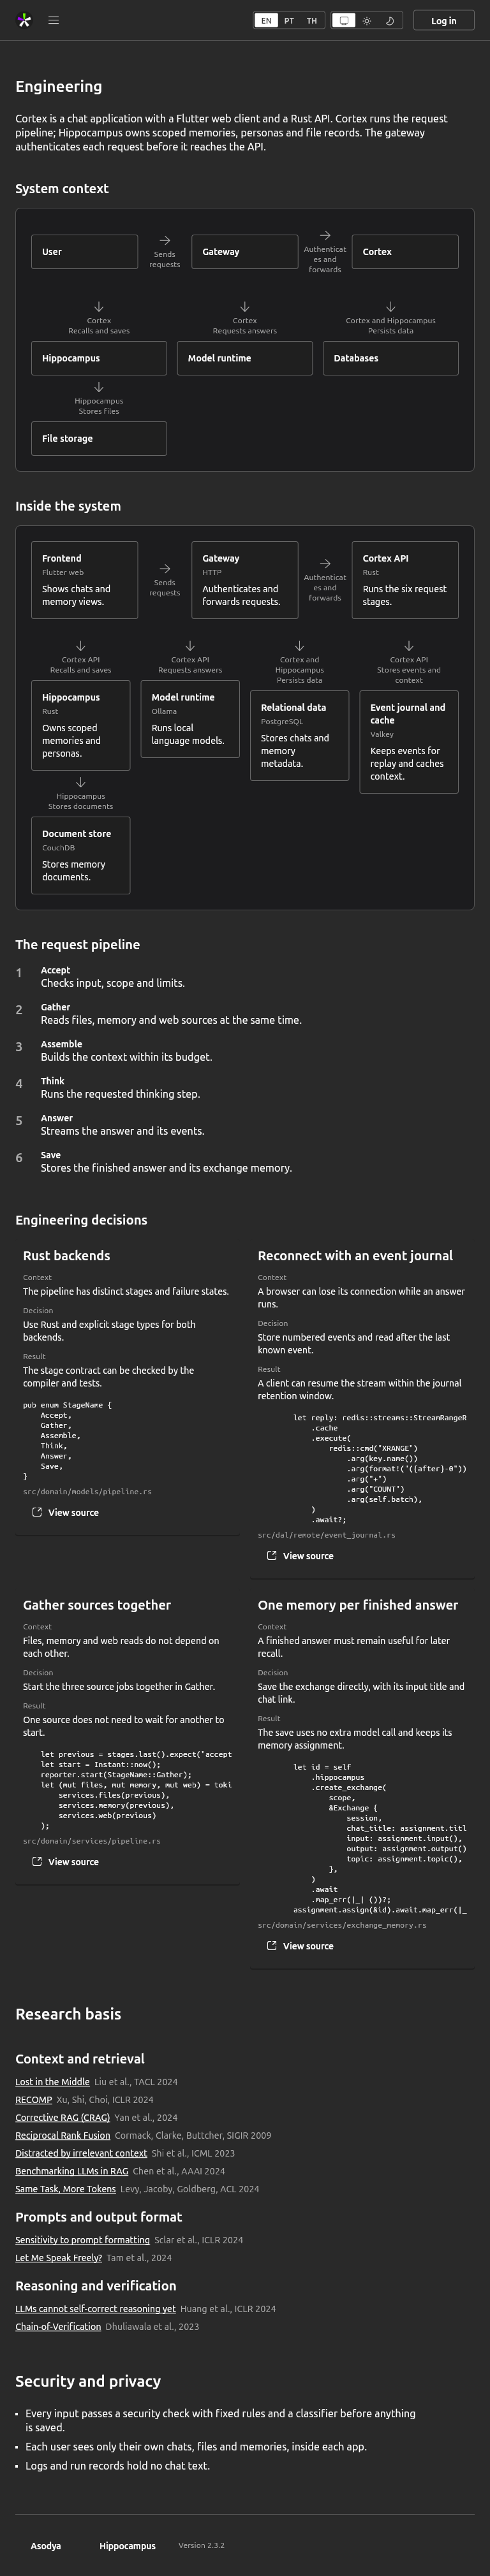 EN PT TH
Log in
Engineering
Cortex is a chat application with a Flutter web client and a Rust API. Cortex runs the request
pipeline; Hippocampus owns scoped memories, personas and file records. The gateway
authenticates each request before it reaches the API.
System context
User
Sends
requests
Gateway
Authenticat
es and
forwards
Cortex
Cortex
Recalls and saves
Hippocampus
Cortex
Requests answers
Model runtime
Cortex and Hippocampus
Persists data
Databases
Hippocampus
Stores files
File storage
Inside the system
Frontend
Flutter web
Shows chats and
memory views.
Sends
requests
Gateway
HTTP
Authenticates and
forwards requests.
Authenticat
es and
forwards
Cortex API
Rust
Runs the six request
stages.
Cortex API
Recalls and saves
Hippocampus
Rust
Owns scoped
memories and
personas.
Cortex API
Requests answers
Model runtime
Ollama
Runs local
language models.
Cortex and
Hippocampus
Persists data
Relational data
PostgreSQL
Stores chats and
memory
metadata.
Cortex API
Stores events and
context
Event journal and
cache
Valkey
Keeps events for
replay and caches
context.
Hippocampus
Stores documents
Document store
CouchDB
Stores memory
documents.
The request pipeline
1 Accept
Checks input, scope and limits.
2 Gather
Reads files, memory and web sources at the same time.
3 Assemble
Builds the context within its budget.
4 Think
Runs the requested thinking step.
5 Answer
Streams the answer and its events.
6 Save
Stores the finished answer and its exchange memory.
Engineering decisions
Rust backends
Context
The pipeline has distinct stages and failure states.
Decision
Use Rust and explicit stage types for both
backends.
Result
The stage contract can be checked by the
compiler and tests.
pub enum StageName {
Accept,
Gather,
Assemble,
Think,
Answer,
Save,
}
src/domain/models/pipeline.rs
View source
Reconnect with an event journal
Context
A browser can lose its connection while an answer
runs.
Decision
Store numbered events and read after the last
known event.
Result
A client can resume the stream within the journal
retention window.
let reply: redis::streams::StreamRangeR
.cache
.execute(
redis::cmd("XRANGE")
.arg(key.name())
.arg(format!("({after}-0"))
.arg("+")
.arg("COUNT")
.arg(self.batch),
)
.await?;
src/dal/remote/event_journal.rs
View source
Gather sources together
Context
Files, memory and web reads do not depend on
each other.
Decision
Start the three source jobs together in Gather.
Result
One source does not need to wait for another to
start.
let previous = stages.last().expect("accept
let start = Instant::now();
reporter.start(StageName::Gather);
let (mut files, mut memory, mut web) = toki
services.files(previous),
services.memory(previous),
services.web(previous)
);
src/domain/services/pipeline.rs
View source
One memory per finished answer
Context
A finished answer must remain useful for later
recall.
Decision
Save the exchange directly, with its input title and
chat link.
Result
The save uses no extra model call and keeps its
memory assignment.
let id = self
.hippocampus
.create_exchange(
scope,
&Exchange {
session,
chat_title: assignment.titl
input: assignment.input(),
output: assignment.output()
topic: assignment.topic(),
},
)
.await
.map_err(|_| ())?;
assignment.assign(&id).await.map_err(|_
src/domain/services/exchange_memory.rs
View source
Research basis
Context and retrieval
Lost in the Middle Liu et al., TACL 2024
RECOMP Xu, Shi, Choi, ICLR 2024
Corrective RAG (CRAG) Yan et al., 2024
Reciprocal Rank Fusion Cormack, Clarke, Buttcher, SIGIR 2009
Distracted by irrelevant context Shi et al., ICML 2023
Benchmarking LLMs in RAG Chen et al., AAAI 2024
Same Task, More Tokens Levy, Jacoby, Goldberg, ACL 2024
Prompts and output format
Sensitivity to prompt formatting Sclar et al., ICLR 2024
Let Me Speak Freely? Tam et al., 2024
Reasoning and verification
LLMs cannot self-correct reasoning yet Huang et al., ICLR 2024
Chain-of-Verification Dhuliawala et al., 2023
Security and privacy
• Every input passes a security check with fixed rules and a classifier before anything
is saved.
• Each user sees only their own chats, files and memories, inside each app.
• Logs and run records hold no chat text.
Asodya Hippocampus Version 2.3.2